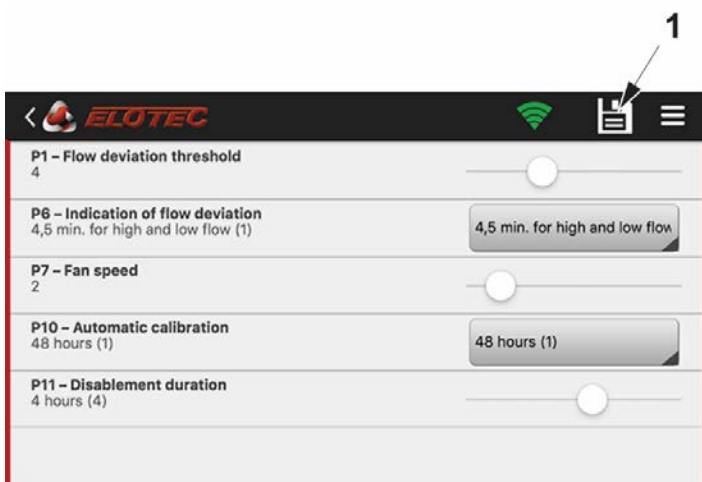 1
ELOTEC
P1 – Flow deviation threshold
4
P6 – Indication of flow deviation
4,5 min. for high and low flow (1)
4,5 min. for high and low flow
P7 – Fan speed
2
P10 – Automatic calibration
48 hours (1)
48 hours (1)
P11 – Disablement duration
4 hours (4)